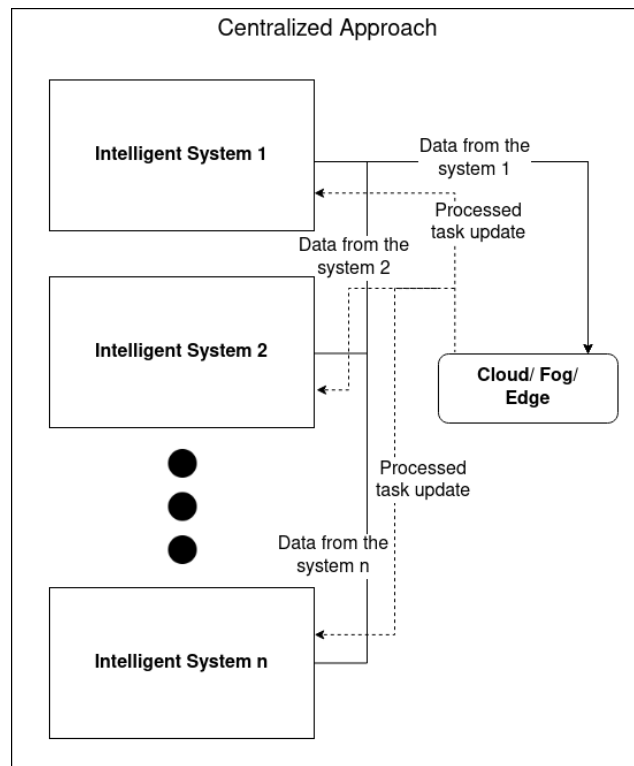 Centralized Approach
Intelligent System 1
Data from the
system 1
Processed
task update
Data from the
system 2
Intelligent System 2
Cloud/ Fog/
Edge
Processed
task update
Data from the
system n
Intelligent System n